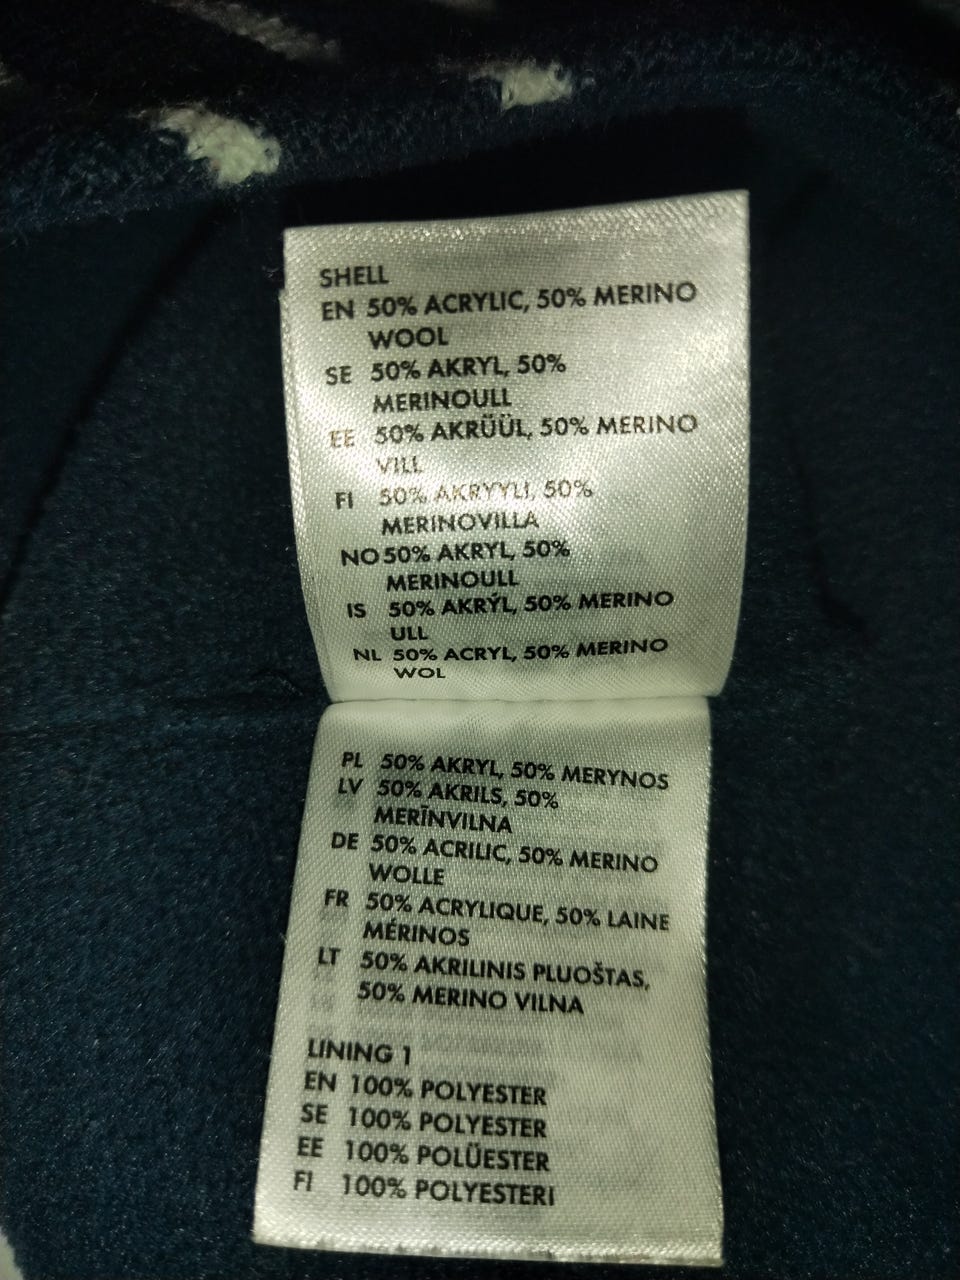 SHELL
EN 50% ACRYLIC, 50% MERINO
WOOL
SE 50% AKRYL, 50%
MERINOULL
EE 50% AKRÜÜL, 50% MERINO
VILL
FI 50% AKRYYLI, 50%
MERINOVILLA
NO 50% AKRYL, 50%
MERINOULL
IS 50% AKRÝL, 50% MERINO
ULL
NL 50% ACRYL, 50% MERINO
WOL
PL 50% AKRYL, 50% MERYNOS
LV 50% AKRILS, 50%
MERĪNVILNA
DE 50% ACRILIC, 50% MERINO
WOLLE
FR 50% ACRYLIQUE, 50% LAINE
MÉRINOS
LT 50% AKRILINIS PLUOŠTAS,
50% MERINO VILNA
LINING 1
EN 100% POLYESTER
SE 100% POLYESTER
EE 100% POLÜESTER
FI 100% POLYESTERI